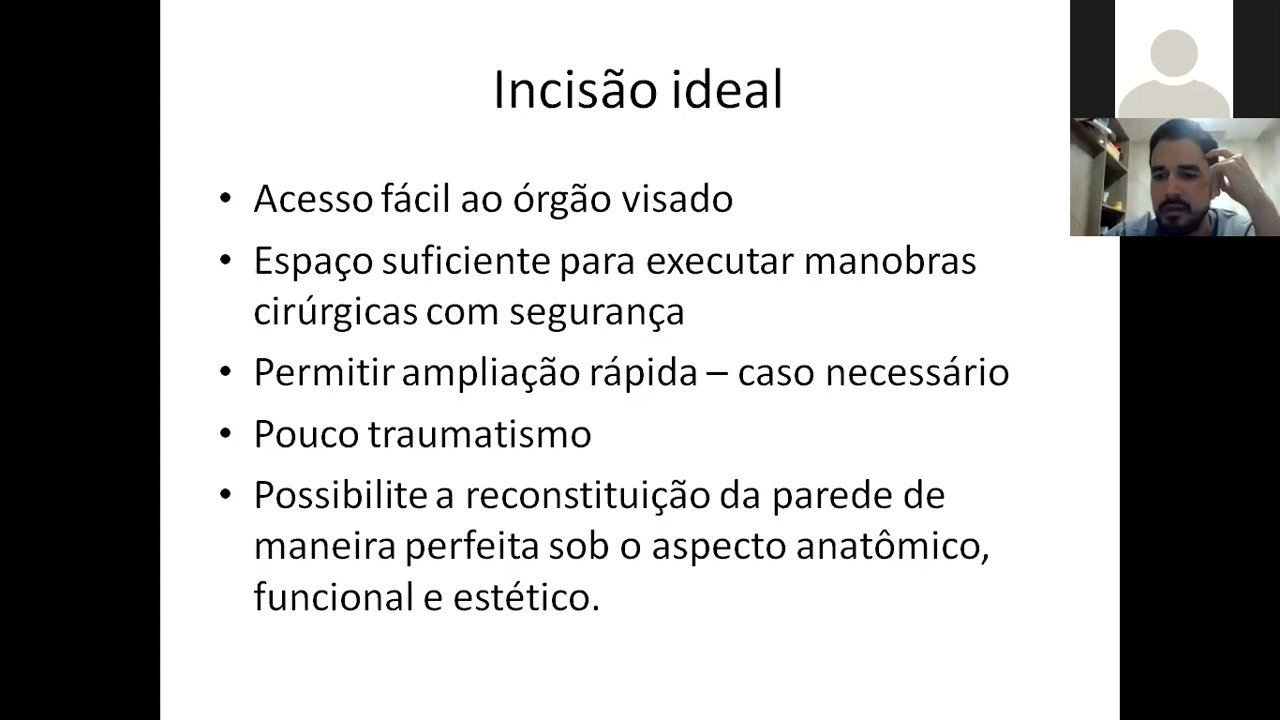 Incisão ideal
• Acesso fácil ao órgão visado
• Espaço suficiente para executar manobras
cirúrgicas com segurança
• Permitir ampliação rápida – caso necessário
• Pouco traumatismo
• Possibilite a reconstituição da parede de
maneira perfeita sob o aspecto anatômico,
funcional e estético.